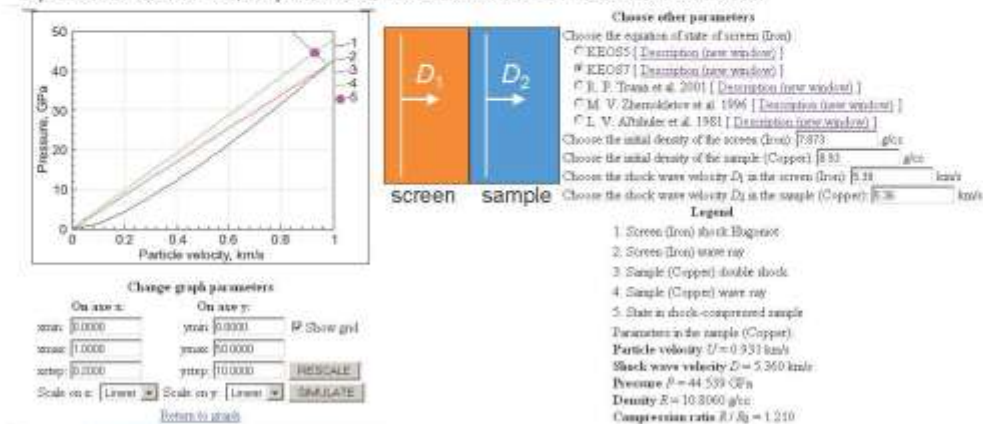 50
40
30
20
10
0
Pressure, GPa
0
0.2
0.4
0.6
0.8
1
Particle velocity, km/s
1
2
3
4
5
D1
D2
screen
sample
Change graph parameters
On axe x:
On axe y:
xmin: 0.0000
ymin: 0.0000
Show grid
xmax: 1.0000
ymax: 50.0000
xstep: 0.2000
ystep: 10.0000
RESCALE
Scale on x: Linear
Scale on y: Linear
SIMULATE
Return to graph
Choose other parameters
Choose the equation of state of screen (Iron)
KEOS5 [ Description (new window) ]
KEOS7 [ Description (new window) ]
R. F. Trunin et al. 2001 [ Description (new window) ]
M. V. Zhernokletov et al. 1996 [ Description (new window) ]
L. V. Altshuler et al. 1981 [ Description (new window) ]
Choose the initial density of the screen (Iron): 7.873 g/cc
Choose the initial density of the sample (Copper): 8.93 g/cc
Choose the shock wave velocity D1 in the screen (Iron): 5.38 km/s
Choose the shock wave velocity D2 in the sample (Copper): 5.36 km/s
Legend
1. Screen (Iron) shock Hugoniot
2. Screen (Iron) wave ray
3. Sample (Copper) double shock
4. Sample (Copper) wave ray
5. State in shock-compressed sample
Parameters in the sample (Copper)
Particle velocity U = 0.931 km/s
Shock wave velocity D = 5.360 km/s
Pressure P = 44.539 GPa
Density R = 10.8060 g/cc
Compression ratio R / R0 = 1.210